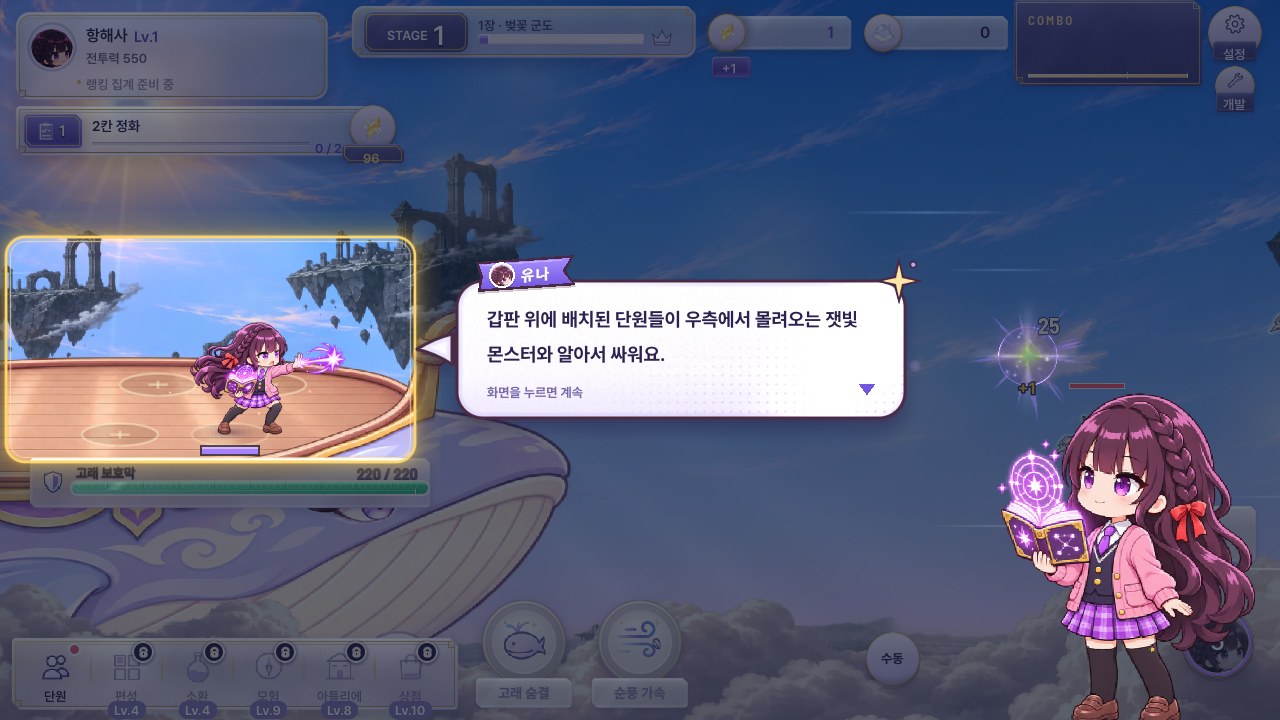 항해사 Lv.1
전투력 550
랭킹 집계 준비 중
STAGE 1
1장 · 벚꽃 군도
1
+1
0
COMBO
설정
개발
1
2칸 정화
0 / 2
96
유나
갑판 위에 배치된 단원들이 우측에서 몰려오는 잿빛
몬스터와 알아서 싸워요.
화면을 누르면 계속
25
+1
고래 보호막
220 / 220
단원
편성
Lv.4
소환
Lv.4
모험
Lv.9
아틀리에
Lv.8
상점
Lv.10
고래 숨결
순풍 가속
수동